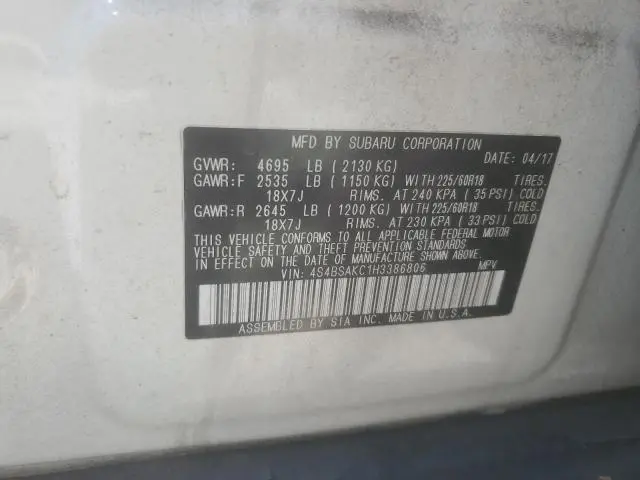 MFD BY SUBARU CORPORATION
GVWR: 4695 LB ( 2130 KG) DATE: 04/17
GAWR:F 2535 LB ( 1150 KG) WITH 225/60R18 TIRES,
18X7J RIMS, AT 240 KPA ( 35 PSI) COLD
GAWR:R 2645 LB ( 1200 KG) WITH 225/60R18 TIRES,
18X7J RIMS, AT 230 KPA ( 33 PSI) COLD
THIS VEHICLE CONFORMS TO ALL APPLICABLE FEDERAL MOTOR
VEHICLE SAFETY AND THEFT PREVENTION STANDARDS
IN EFFECT ON THE DATE OF MANUFACTURE SHOWN ABOVE.
VIN: 4S4BSAKC1H3386806 MPV
ASSEMBLED BY SIA INC. MADE IN U.S.A.